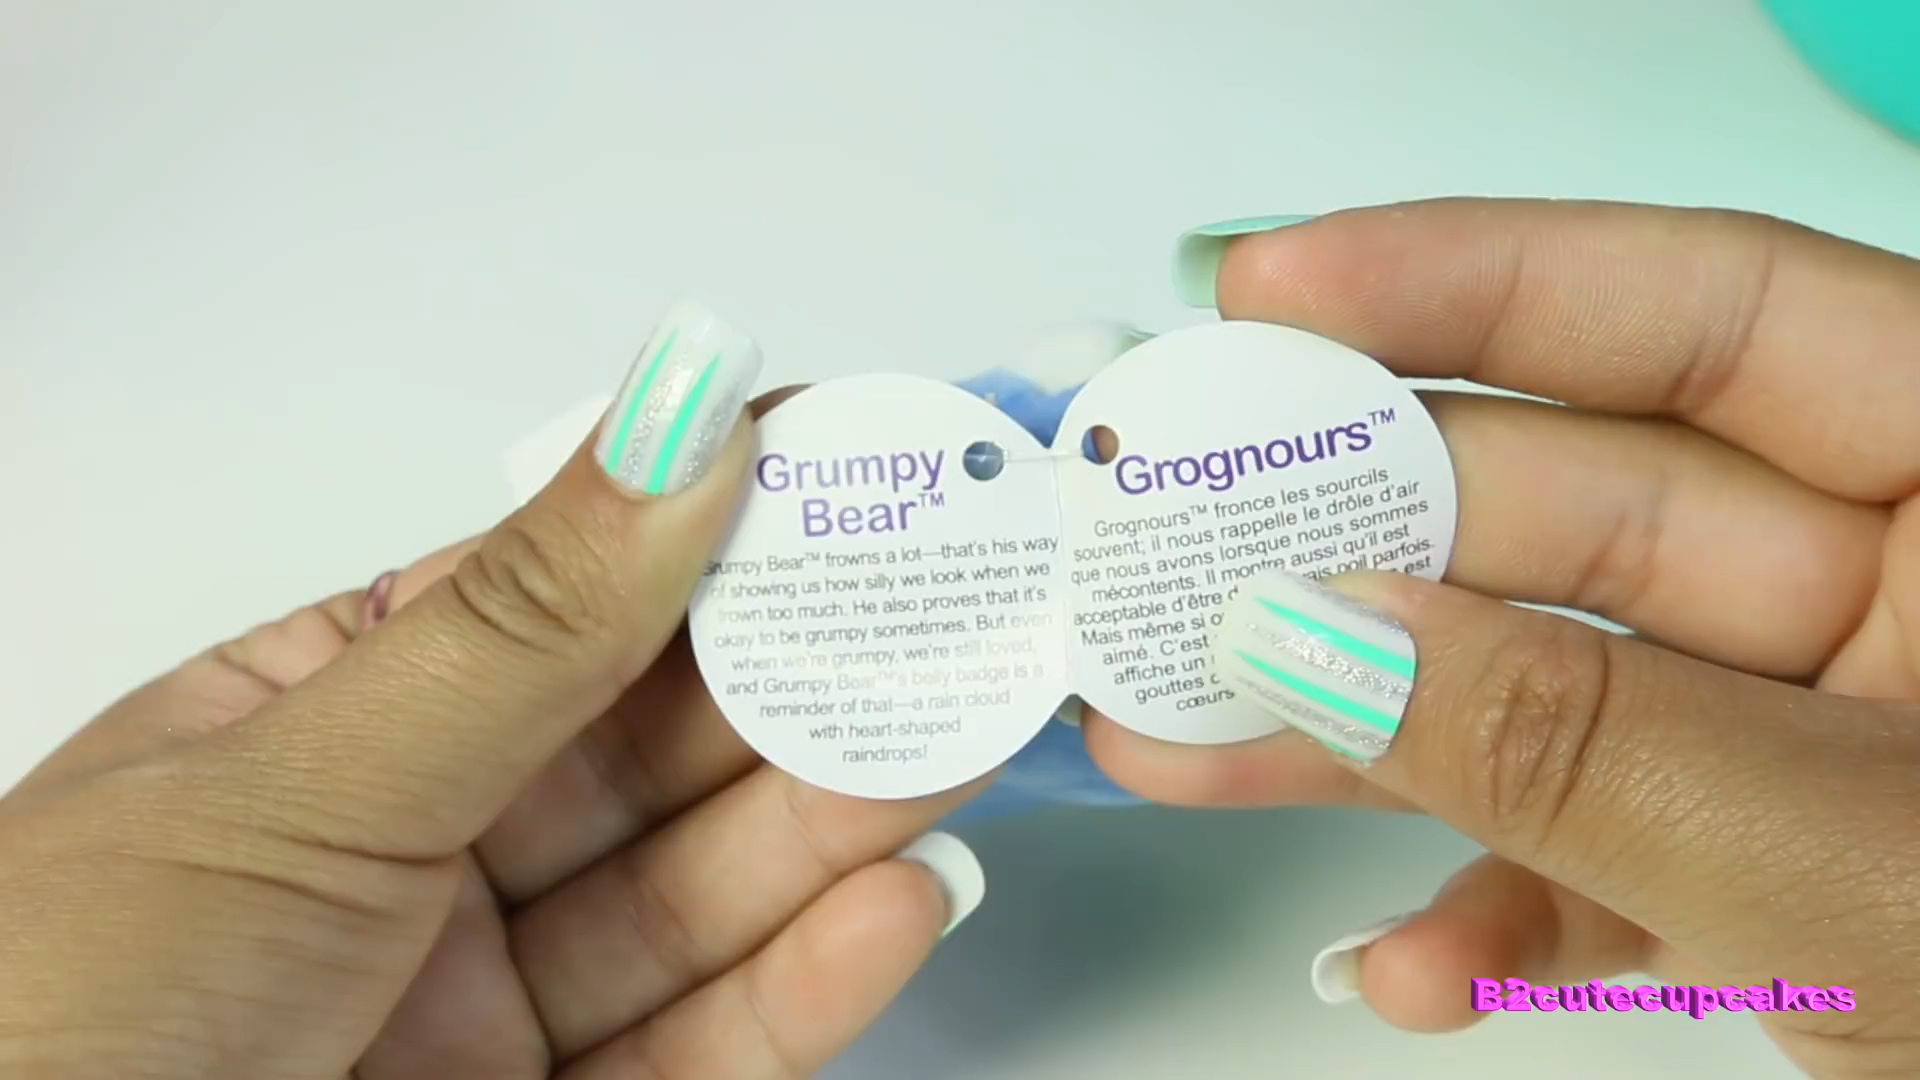 Grumpy
Bear™
Grumpy Bear™ frowns a lot—that's his way
of showing us how silly we look when we
frown too much. He also proves that it's
okay to be grumpy sometimes. But even
when we're grumpy, we're still loved,
and Grumpy Bear™'s belly badge is a
reminder of that—a rain cloud
with heart-shaped
raindrops!
Grognours™
Grognours™ fronce les sourcils
souvent; il nous rappelle le drôle d'air
que nous avons lorsque nous sommes
mécontents. Il montre aussi qu'il est
acceptable d'être poil parfois.
Mais même si est
aimé. C'est
affiche un
gouttes
cœurs
B2cutecupcakes